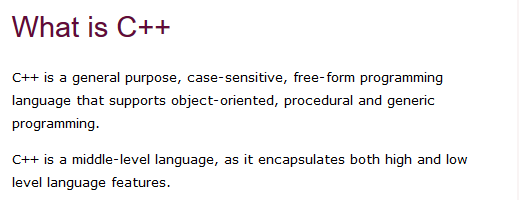 What is C++
C++ is a general purpose, case-sensitive, free-form programming
language that supports object-oriented, procedural and generic
programming.
C++ is a middle-level language, as it encapsulates both high and low
level language features.